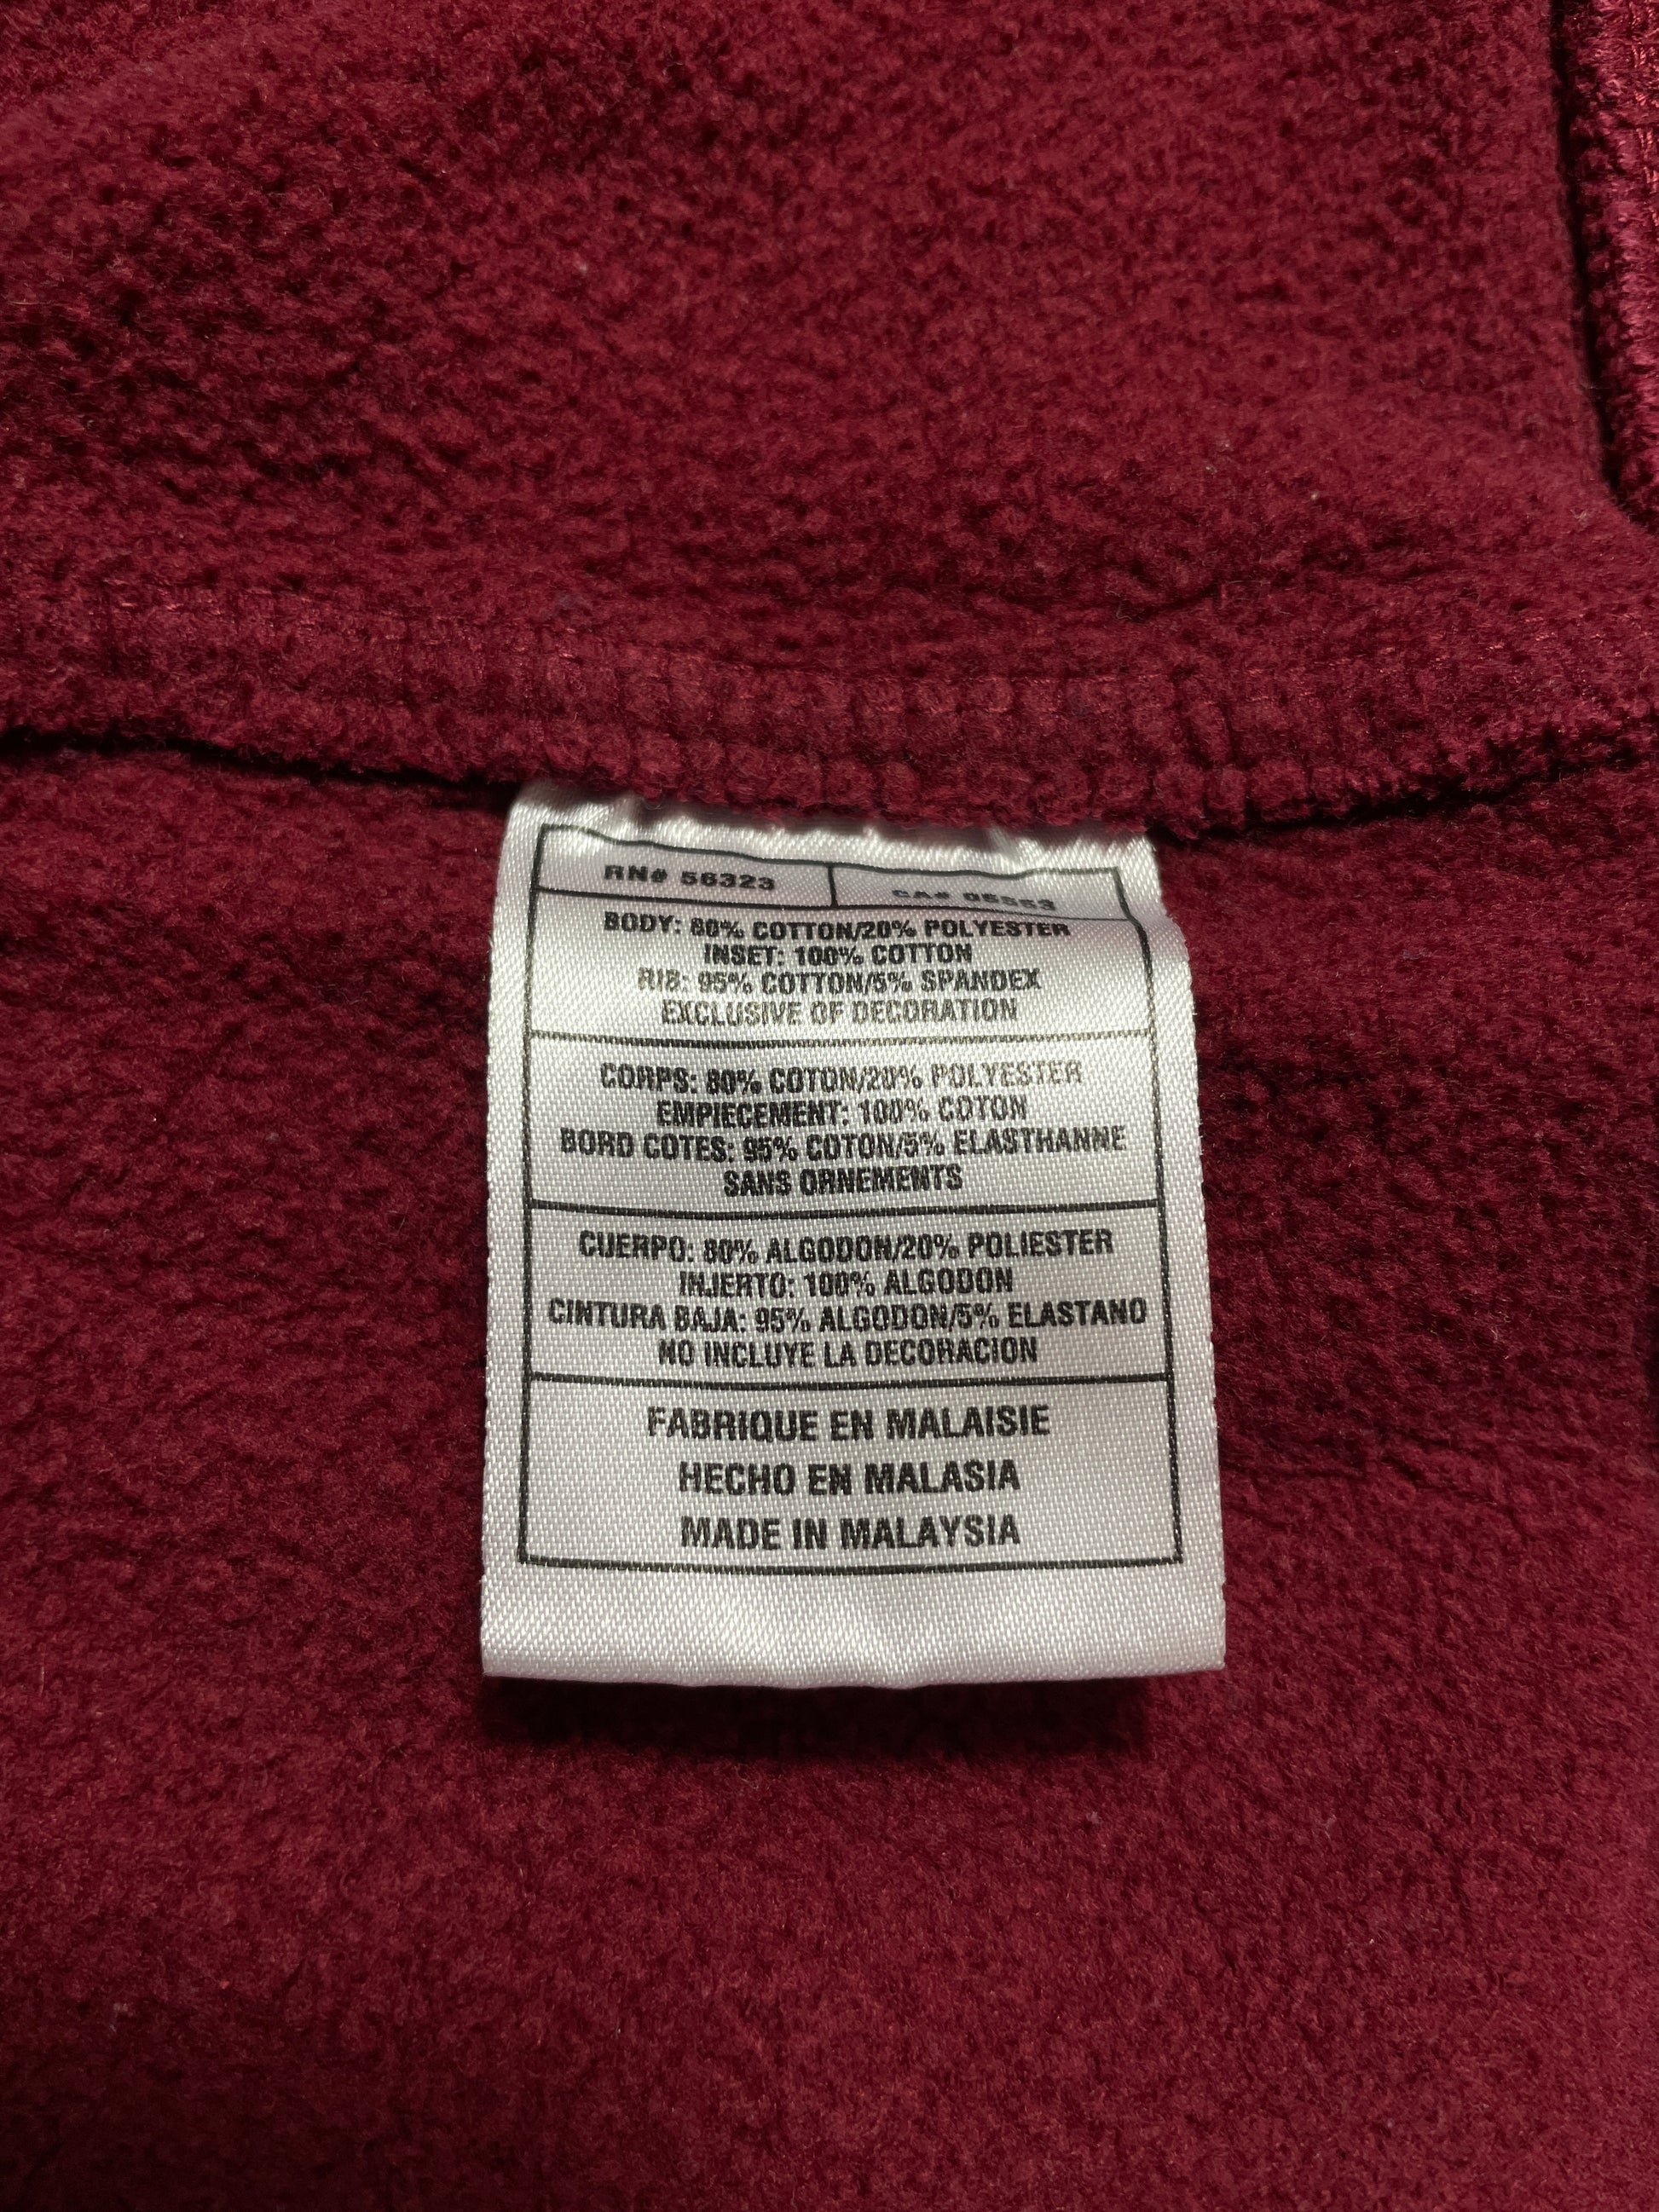 RN# 56323
CA# 05553
BODY: 80% COTTON/20% POLYESTER
INSET: 100% COTTON
RIB: 95% COTTON/5% SPANDEX
EXCLUSIVE OF DECORATION
CORPS: 80% COTON/20% POLYESTER
EMPIECEMENT: 100% COTON
BORD COTES: 95% COTON/5% ELASTHANNE
SANS ORNEMENTS
CUERPO: 80% ALGODON/20% POLIESTER
INJERTO: 100% ALGODON
CINTURA BAJA: 95% ALGODON/5% ELASTANO
NO INCLUYE LA DECORACION
FABRIQUE EN MALAISIE
HECHO EN MALASIA
MADE IN MALAYSIA